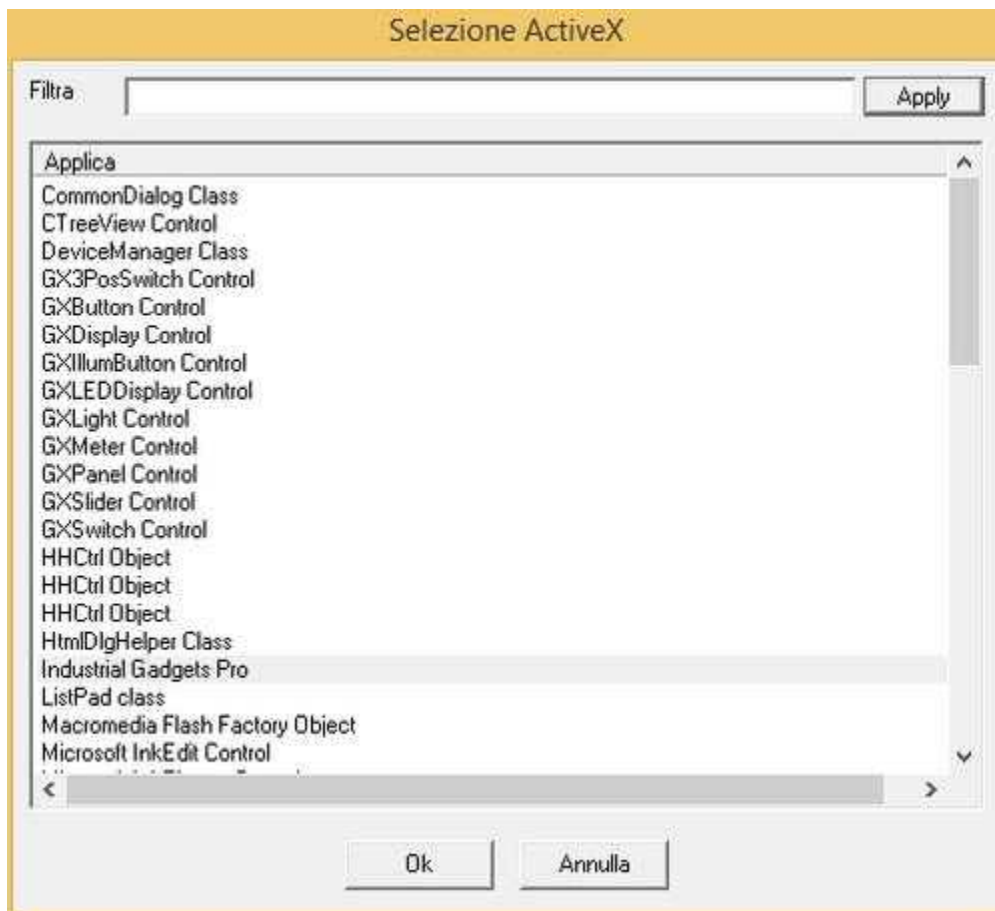 Selezione ActiveX
Filtra
Apply
Applica
CommonDialog Class
CTreeView Control
DeviceManager Class
GX3PosSwitch Control
GXButton Control
GXDisplay Control
GXIllumButton Control
GXLEDDisplay Control
GXLight Control
GXMeter Control
GXPanel Control
GXSlider Control
GXSwitch Control
HHCtrl Object
HHCtrl Object
HHCtrl Object
HtmlDlgHelper Class
Industrial Gadgets Pro
ListPad class
Macromedia Flash Factory Object
Microsoft InkEdit Control
Ok
Annulla